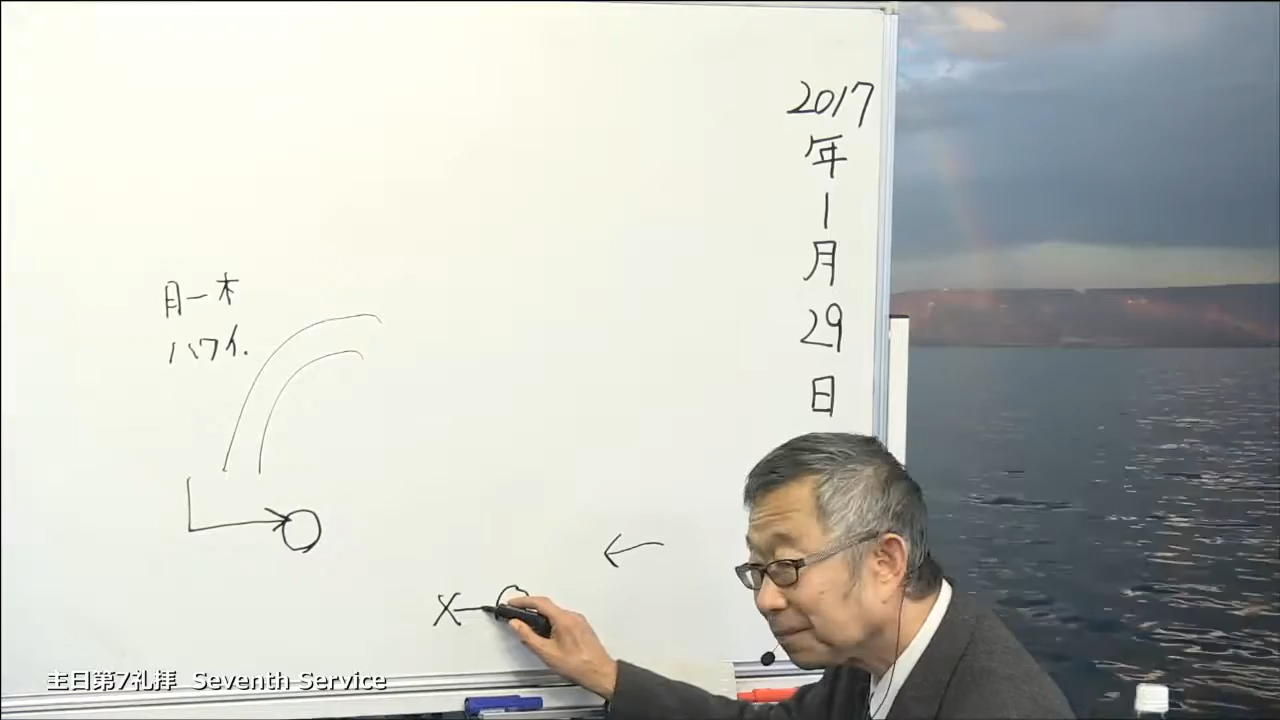 2017
年
1
月
29
日
月一木
ハワイ.
X
主日第7礼拝 Seventh Service